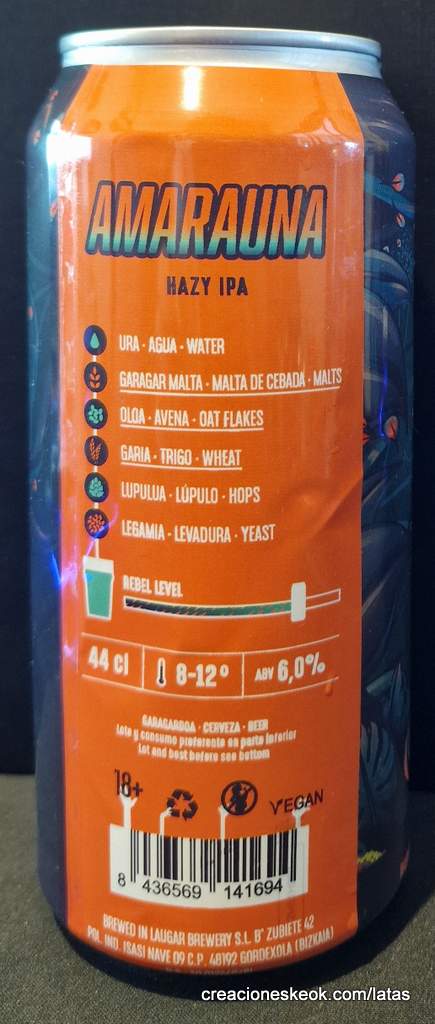 AMARAUNA
HAZY IPA
URA · AGUA · WATER
GARAGAR MALTA · MALTA DE CEBADA · MALTS
OLOA · AVENA · OAT FLAKES
GARIA · TRIGO · WHEAT
LUPULUA · LÚPULO · HOPS
LEGAMIA · LEVADURA · YEAST
REBEL LEVEL
44 cl 8-12º ABV 6,0%
GARAGARDOA · CERVEZA · BEER
Lote y consumo preferente en parte inferior
Lot and best before see bottom
18+ VEGAN
8 436569 141694
BREWED IN LAUGAR BREWERY S.L. Bº ZUBIETE 42
POL. IND. ISASI NAVE 09 C.P. 48192 GORDEXOLA (BIZKAIA)
creacioneskeok.com/latas